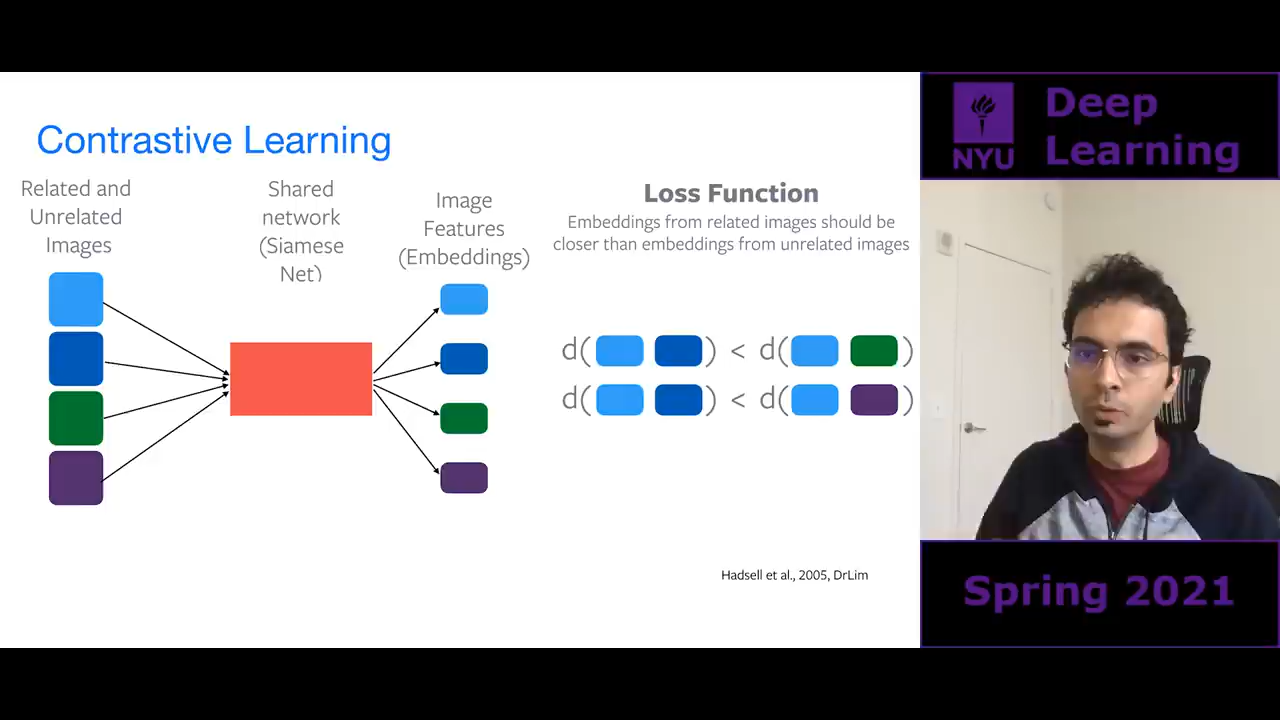 Contrastive Learning
Related and
Unrelated
Images
Shared
network
(Siamese
Net)
Image
Features
(Embeddings)
Loss Function
Embeddings from related images should be
closer than embeddings from unrelated images
d( ) < d( )
d( ) < d( )
Hadsell et al., 2005, DrLim
NYU
Deep
Learning
Spring 2021